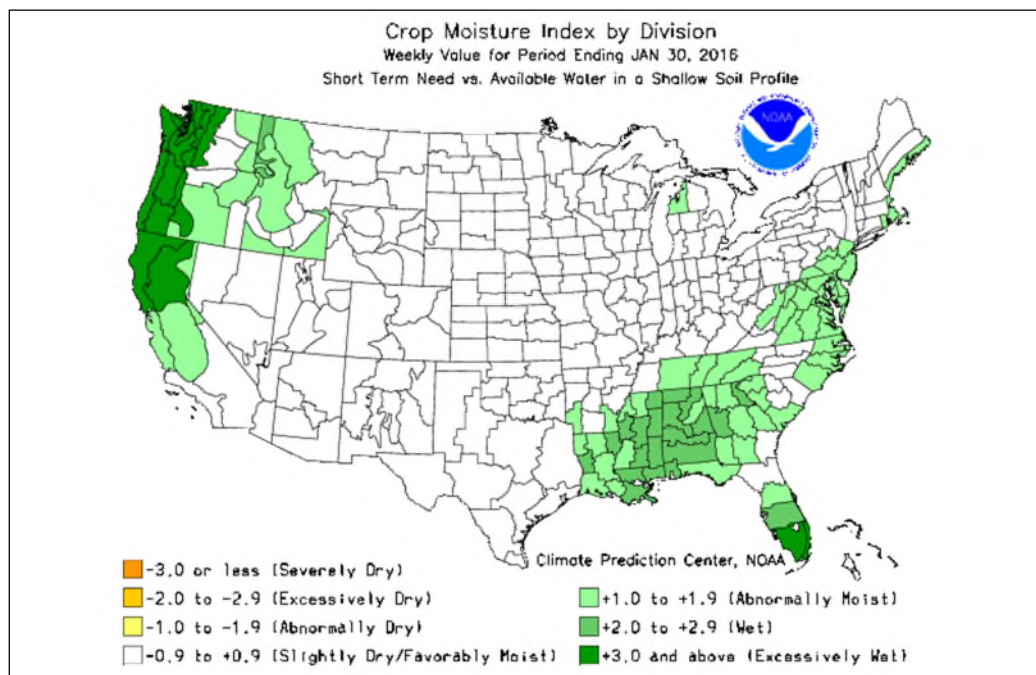 Crop Moisture Index by Division
Weekly Value for Period Ending JAN 30, 2016
Short Term Need vs. Available Water in a Shallow Soil Profile
NOAA
Climate Prediction Center, NOAA
-3.0 or less (Severely Dry)
-2.0 to -2.9 (Excessively Dry)
-1.0 to -1.9 (Abnormally Dry)
-0.9 to +0.9 (Slightly Dry/Favorably Moist)
+1.0 to +1.9 (Abnormally Moist)
+2.0 to +2.9 (Wet)
+3.0 and above (Excessively Wet)